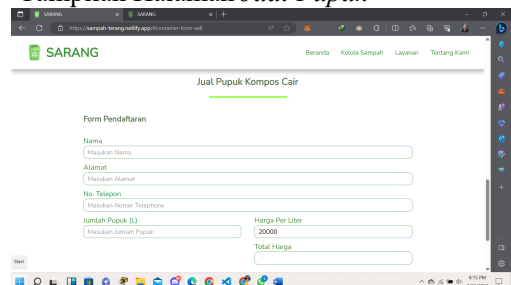 Tampilan Halaman Jual Pupuk
SARANG
SARANG
https://sampah-terang.netlify.app/#container-form-sell
SARANG
Beranda
Kelola Sampah
Layanan
Tentang Kami
Jual Pupuk Kompos Cair
Form Pendaftaran
Nama
Masukan Nama
Alamat
Masukan Alamat
No. Telepon
Masukan Nomer Telephone
Jumlah Pupuk (L)
Harga Per Liter
Masukan Jumlah Pupuk
20000
Total Harga
Start
8:15 PM